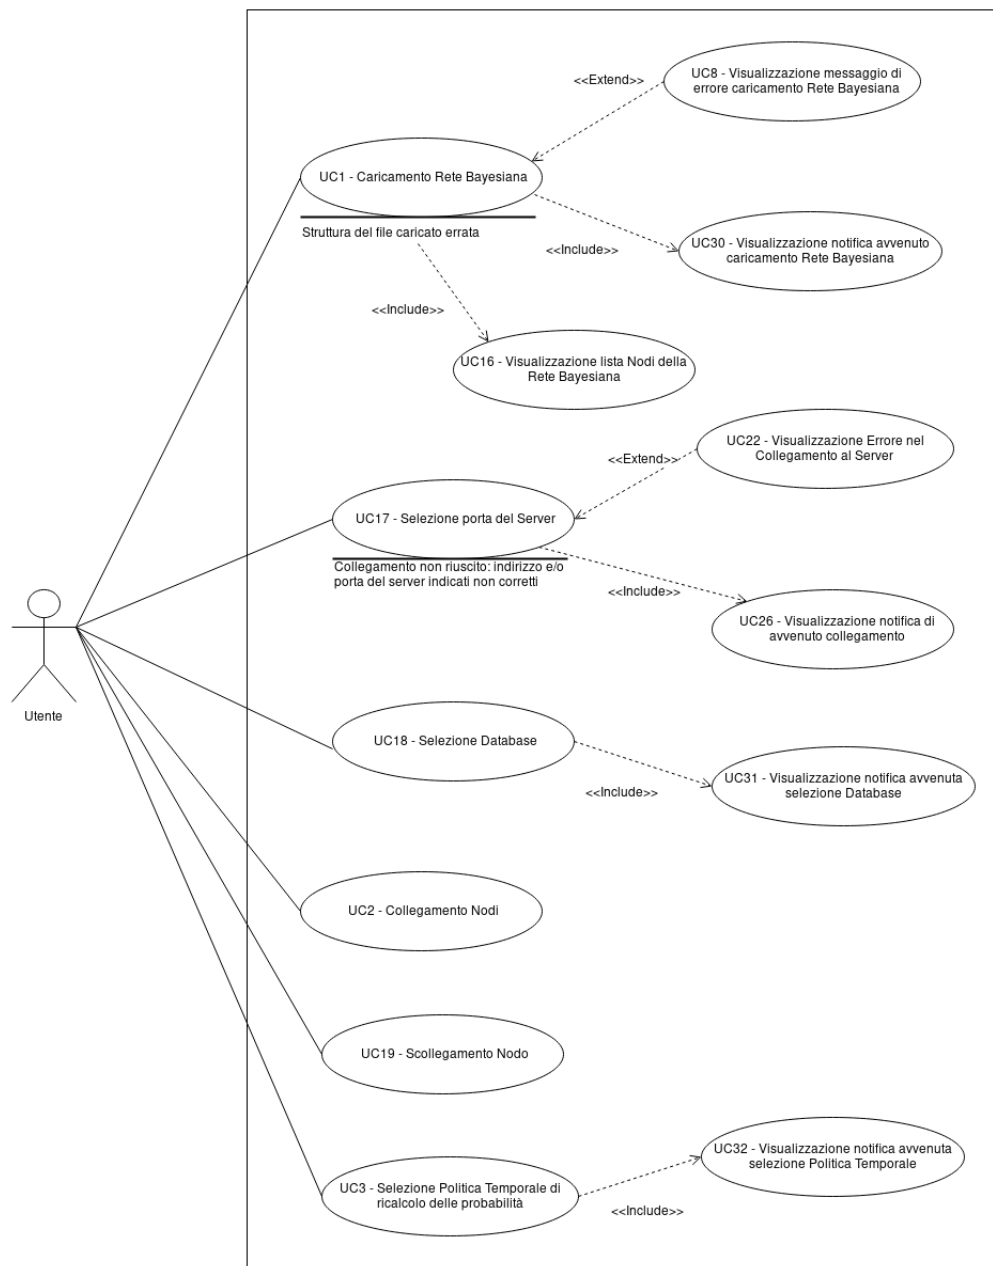 <<Extend>>
UC8 - Visualizzazione messaggio di
errore caricamento Rete Bayesiana
UC1 - Caricamento Rete Bayesiana
Struttura del file caricato errata
<<Include>>
UC30 - Visualizzazione notifica avvenuto
caricamento Rete Bayesiana
<<Include>>
UC16 - Visualizzazione lista Nodi della
Rete Bayesiana
UC22 - Visualizzazione Errore nel
Collegamento al Server
<<Extend>>
UC17 - Selezione porta del Server
Collegamento non riuscito: indirizzo e/o
porta del server indicati non corretti
<<Include>>
UC26 - Visualizzazione notifica di
avvenuto collegamento
Utente
UC18 - Selezione Database
<<Include>>
UC31 - Visualizzazione notifica avvenuta
selezione Database
UC2 - Collegamento Nodi
UC19 - Scollegamento Nodo
UC32 - Visualizzazione notifica avvenuta
selezione Politica Temporale
UC3 - Selezione Politica Temporale di
ricalcolo delle probabilità
<<Include>>